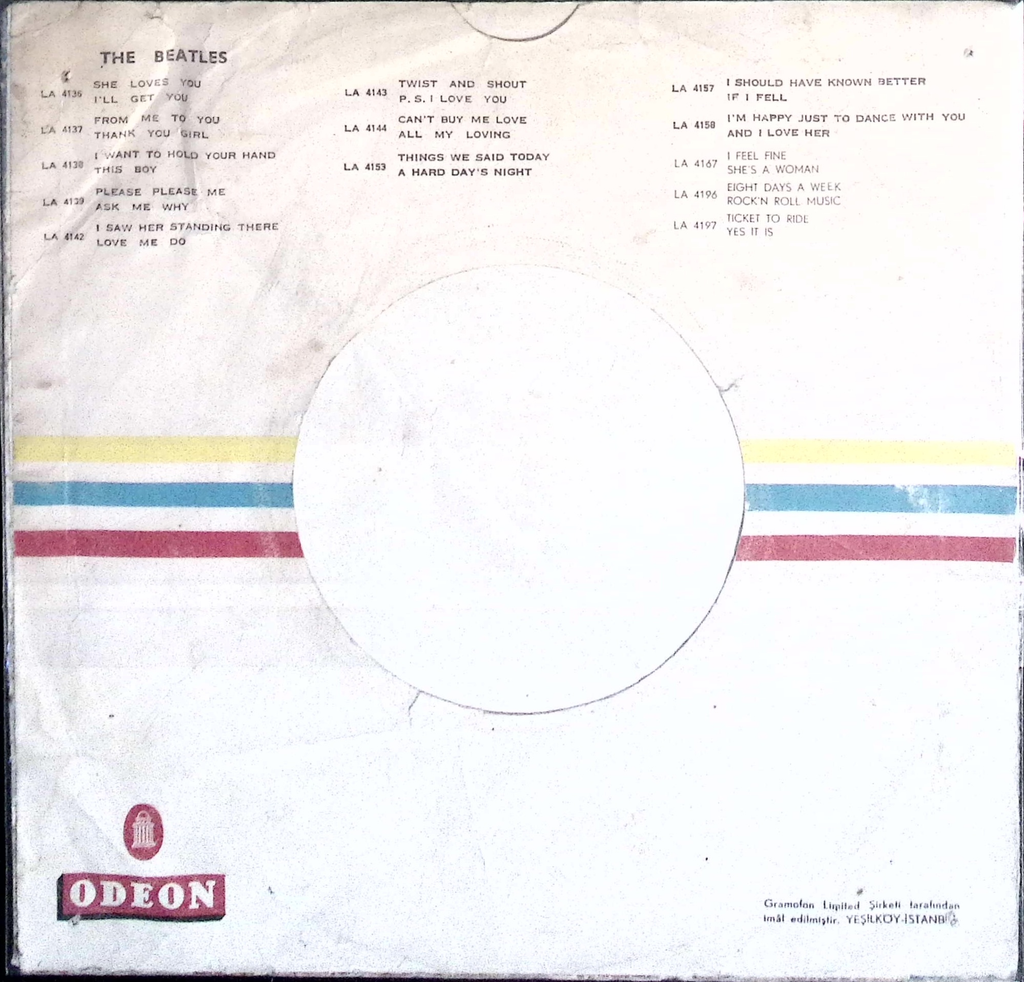 THE BEATLES
LA 4136 SHE LOVES YOU
I'LL GET YOU
LA 4137 FROM ME TO YOU
THANK YOU GIRL
LA 4138 I WANT TO HOLD YOUR HAND
THIS BOY
LA 4139 PLEASE PLEASE ME
ASK ME WHY
LA 4142 I SAW HER STANDING THERE
LOVE ME DO
LA 4143 TWIST AND SHOUT
P.S. I LOVE YOU
LA 4144 CAN'T BUY ME LOVE
ALL MY LOVING
LA 4153 THINGS WE SAID TODAY
A HARD DAY'S NIGHT
LA 4157 I SHOULD HAVE KNOWN BETTER
IF I FELL
LA 4158 I'M HAPPY JUST TO DANCE WITH YOU
AND I LOVE HER
LA 4167 I FEEL FINE
SHE'S A WOMAN
LA 4196 EIGHT DAYS A WEEK
ROCK'N ROLL MUSIC
LA 4197 TICKET TO RIDE
YES IT IS
ODEON
Gramofon Limited Şirketi tarafından
imâl edilmiştir. YEŞİLKÖY-İSTANBUL